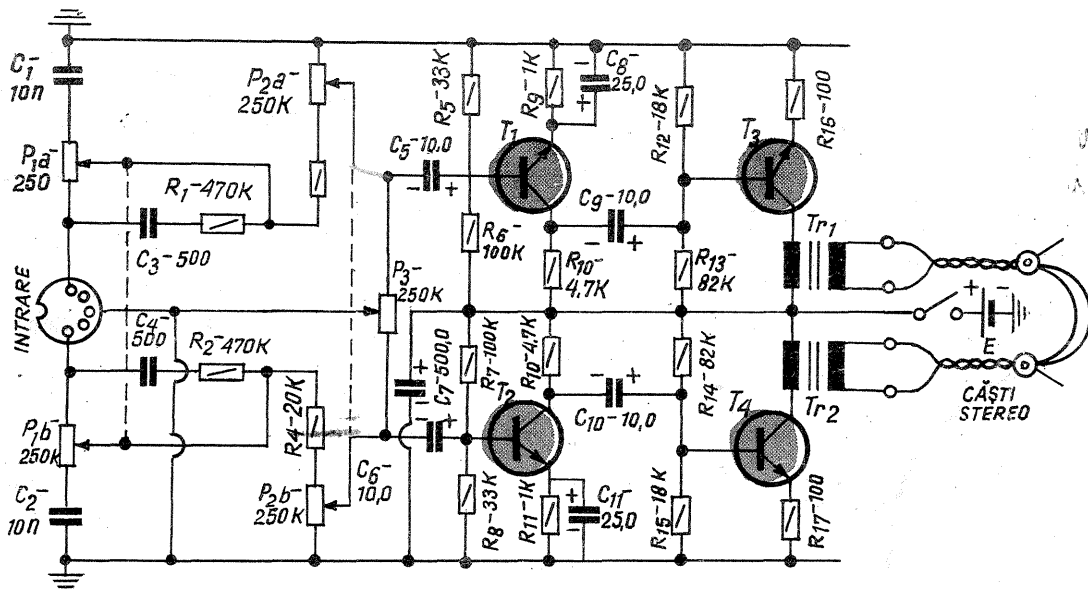 C1-
10n
P1a-
250
R1-470K
C3-500
P2a-
250K
R5-33K
R9-1K
C8-
25,0
R12-18K
R16-100
T1
T3
C5-10,0
C9-10,0
R6-
100K
R10-
4,7K
R13-
82K
Tr1
INTRARE
C4-
500
R2-470K
P3-
250K
R4-20K
C7-500,0
R7-100K
R10-4,7K
R14-82K
E
Tr2
CĂȘTI
STEREO
P1b-
250K
C2-
10n
P2b-
250K
C6-
10,0
T2
C10-10,0
T4
R8-33K
R11-1K
C11-
25,0
R15-18K
R17-100